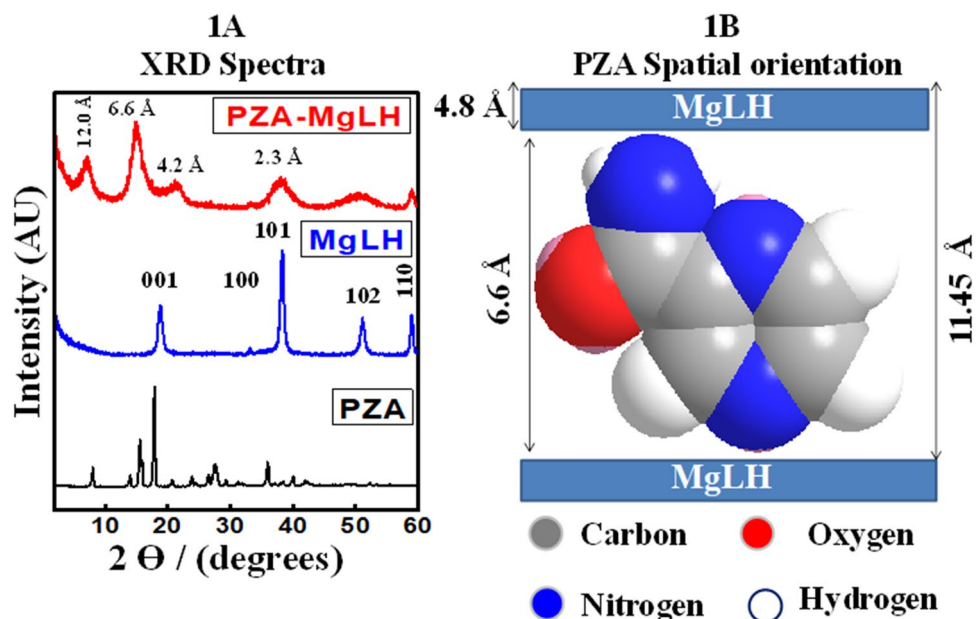 1A
XRD Spectra
12.0 Å
6.6 Å
PZA-MgLH
4.2 Å
2.3 Å
101
MgLH
001
100
102
110
PZA
Intensity (AU)
10 20 30 40 50 60
2 Ɵ / (degrees)
1B
PZA Spatial orientation
4.8 Å
MgLH
6.6 Å
11.45 Å
MgLH
Carbon
Oxygen
Nitrogen
Hydrogen